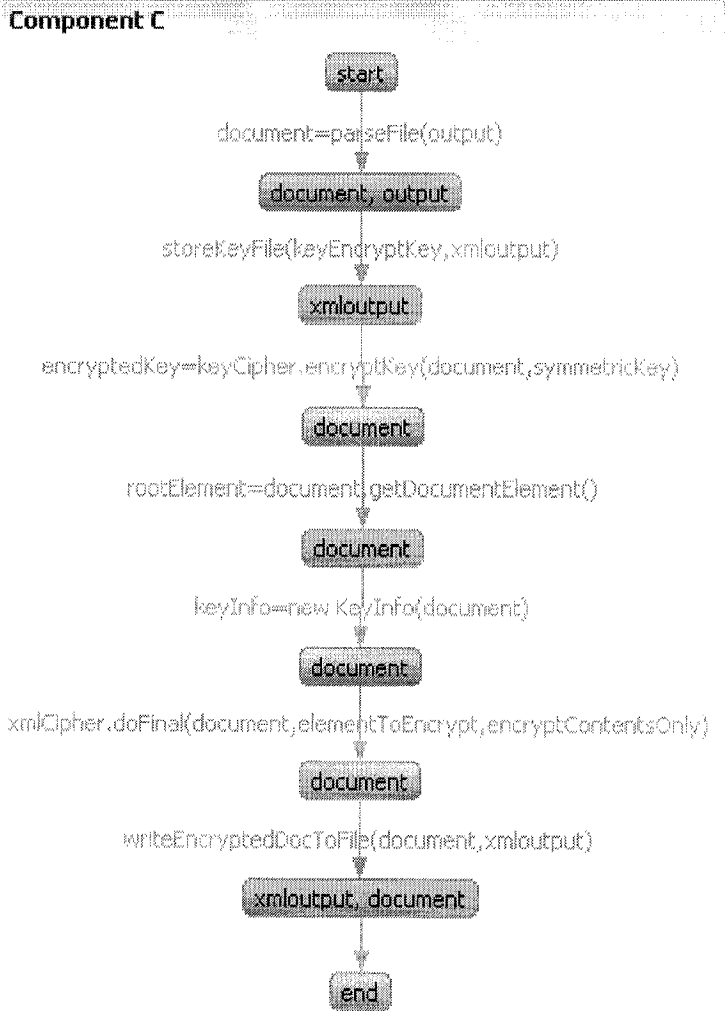 Component C
start
document=parseFile(output)
document, output
storeKeyFile(keyEncryptKey,xmloutput)
xmloutput
encryptedKey=keyCipher.encryptKey(document,symmetricKey)
document
rootElement=document.getDocumentElement()
document
keyInfo=new KeyInfo(document)
document
xmlCipher.doFinal(document,elementToEncrypt,encryptContentsOnly)
document
writeEncryptedDocToFile(document,xmloutput)
xmloutput, document
end